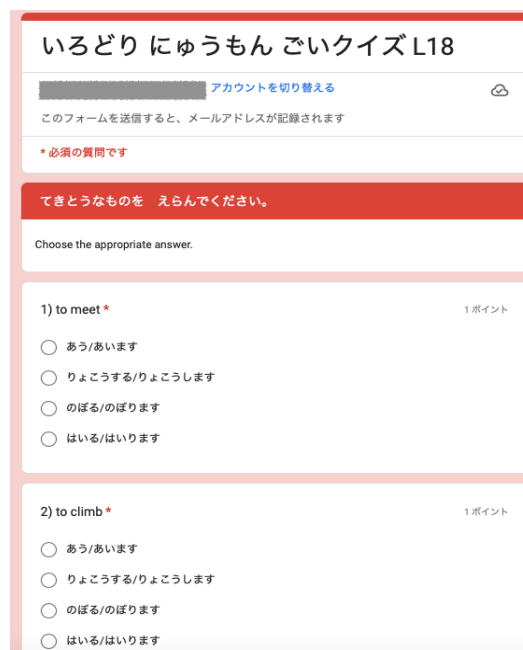 いろどり にゅうもん ごいクイズ L18
アカウントを切り替える
このフォームを送信すると、メールアドレスが記録されます
* 必須の質問です
てきとうなものを　えらんでください。
Choose the appropriate answer.
1) to meet *
1 ポイント
あう/あいます
りょこうする/りょこうします
のぼる/のぼります
はいる/はいります
2) to climb *
1 ポイント
あう/あいます
りょこうする/りょこうします
のぼる/のぼります
はいる/はいります